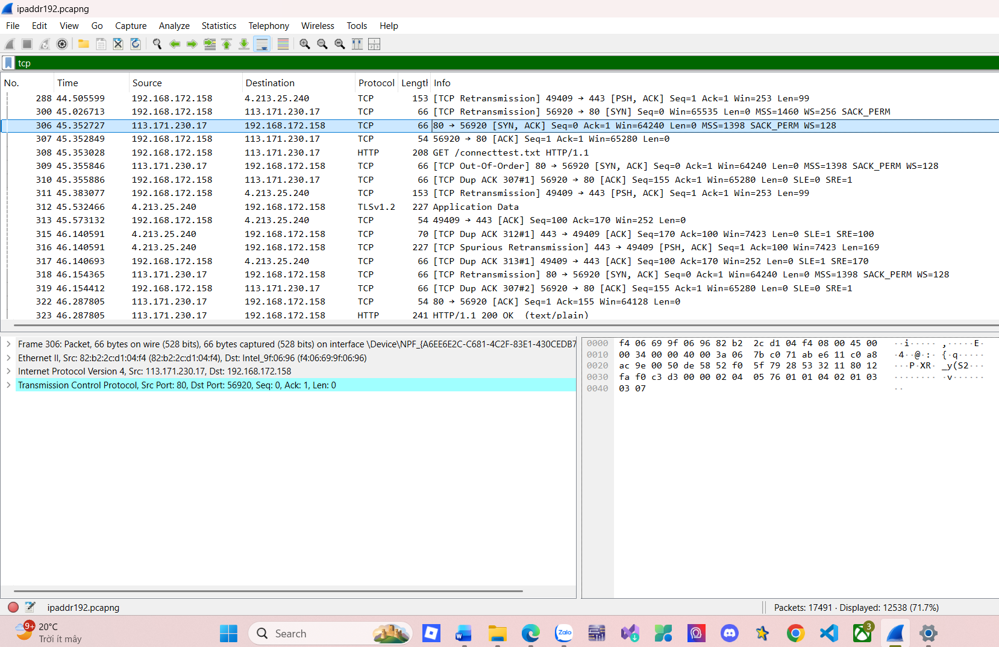 ipaddr192.pcapng
File Edit View Go Capture Analyze Statistics Telephony Wireless Tools Help
tcp
No. Time Source Destination Protocol Length Info
288 44.505599 192.168.172.158 4.213.25.240 TCP 153 [TCP Retransmission] 49409 → 443 [PSH, ACK] Seq=1 Ack=1 Win=253 Len=99
300 45.026713 192.168.172.158 113.171.230.17 TCP 66 [TCP Retransmission] 56920 → 80 [SYN] Seq=0 Win=65535 Len=0 MSS=1460 WS=256 SACK_PERM
306 45.352727 113.171.230.17 192.168.172.158 TCP 66 80 → 56920 [SYN, ACK] Seq=0 Ack=1 Win=64240 Len=0 MSS=1398 SACK_PERM WS=128
307 45.352849 192.168.172.158 113.171.230.17 TCP 54 56920 → 80 [ACK] Seq=1 Ack=1 Win=65280 Len=0
308 45.353028 192.168.172.158 113.171.230.17 HTTP 208 GET /connecttest.txt HTTP/1.1
309 45.355846 113.171.230.17 192.168.172.158 TCP 66 [TCP Out-Of-Order] 80 → 56920 [SYN, ACK] Seq=0 Ack=1 Win=64240 Len=0 MSS=1398 SACK_PERM WS=128
310 45.355886 192.168.172.158 113.171.230.17 TCP 66 [TCP Dup ACK 307#1] 56920 → 80 [ACK] Seq=155 Ack=1 Win=65280 Len=0 SLE=0 SRE=1
311 45.383077 192.168.172.158 4.213.25.240 TCP 153 [TCP Retransmission] 49409 → 443 [PSH, ACK] Seq=1 Ack=1 Win=253 Len=99
312 45.532466 4.213.25.240 192.168.172.158 TLSv1.2 227 Application Data
313 45.573132 192.168.172.158 4.213.25.240 TCP 54 49409 → 443 [ACK] Seq=100 Ack=170 Win=252 Len=0
315 46.140591 4.213.25.240 192.168.172.158 TCP 70 [TCP Dup ACK 312#1] 443 → 49409 [ACK] Seq=170 Ack=100 Win=7423 Len=0 SLE=1 SRE=100
316 46.140591 4.213.25.240 192.168.172.158 TCP 227 [TCP Spurious Retransmission] 443 → 49409 [PSH, ACK] Seq=1 Ack=100 Win=7423 Len=169
317 46.140693 192.168.172.158 4.213.25.240 TCP 66 [TCP Dup ACK 313#1] 49409 → 443 [ACK] Seq=100 Ack=170 Win=252 Len=0 SLE=1 SRE=170
318 46.154365 113.171.230.17 192.168.172.158 TCP 66 [TCP Retransmission] 80 → 56920 [SYN, ACK] Seq=0 Ack=1 Win=64240 Len=0 MSS=1398 SACK_PERM WS=128
319 46.154412 192.168.172.158 113.171.230.17 TCP 66 [TCP Dup ACK 307#2] 56920 → 80 [ACK] Seq=155 Ack=1 Win=65280 Len=0 SLE=0 SRE=1
322 46.287805 113.171.230.17 192.168.172.158 TCP 54 80 → 56920 [ACK] Seq=1 Ack=155 Win=64128 Len=0
323 46.287805 113.171.230.17 192.168.172.158 HTTP 241 HTTP/1.1 200 OK (text/plain)
Frame 306: Packet, 66 bytes on wire (528 bits), 66 bytes captured (528 bits) on interface \Device\NPF_{A6EE6E2C-C681-4C2F-83E1-430CEDB7
Ethernet II, Src: 82:b2:2c:d1:04:f4 (82:b2:2c:d1:04:f4), Dst: Intel_9f:06:96 (f4:06:69:9f:06:96)
Internet Protocol Version 4, Src: 113.171.230.17, Dst: 192.168.172.158
Transmission Control Protocol, Src Port: 80, Dst Port: 56920, Seq: 0, Ack: 1, Len: 0
0000 f4 06 69 9f 06 96 82 b2 2c d1 04 f4 08 00 45 00 ··i····· ,·····E·
0010 00 34 00 00 40 00 3a 06 7b c0 71 ab e6 11 c0 a8 ·4··@·:· {·q·····
0020 ac 9e 00 50 de 58 52 f0 5f 79 28 53 32 11 80 12 ···P·XR· _y(S2···
0030 fa f0 c3 d3 00 00 02 04 05 76 01 01 04 02 01 03 ········ ·v······
0040 03 07 ··
ipaddr192.pcapng
Packets: 17491 · Displayed: 12538 (71.7%)
9+
20°C
Trời ít mây
Search
Zalo
3